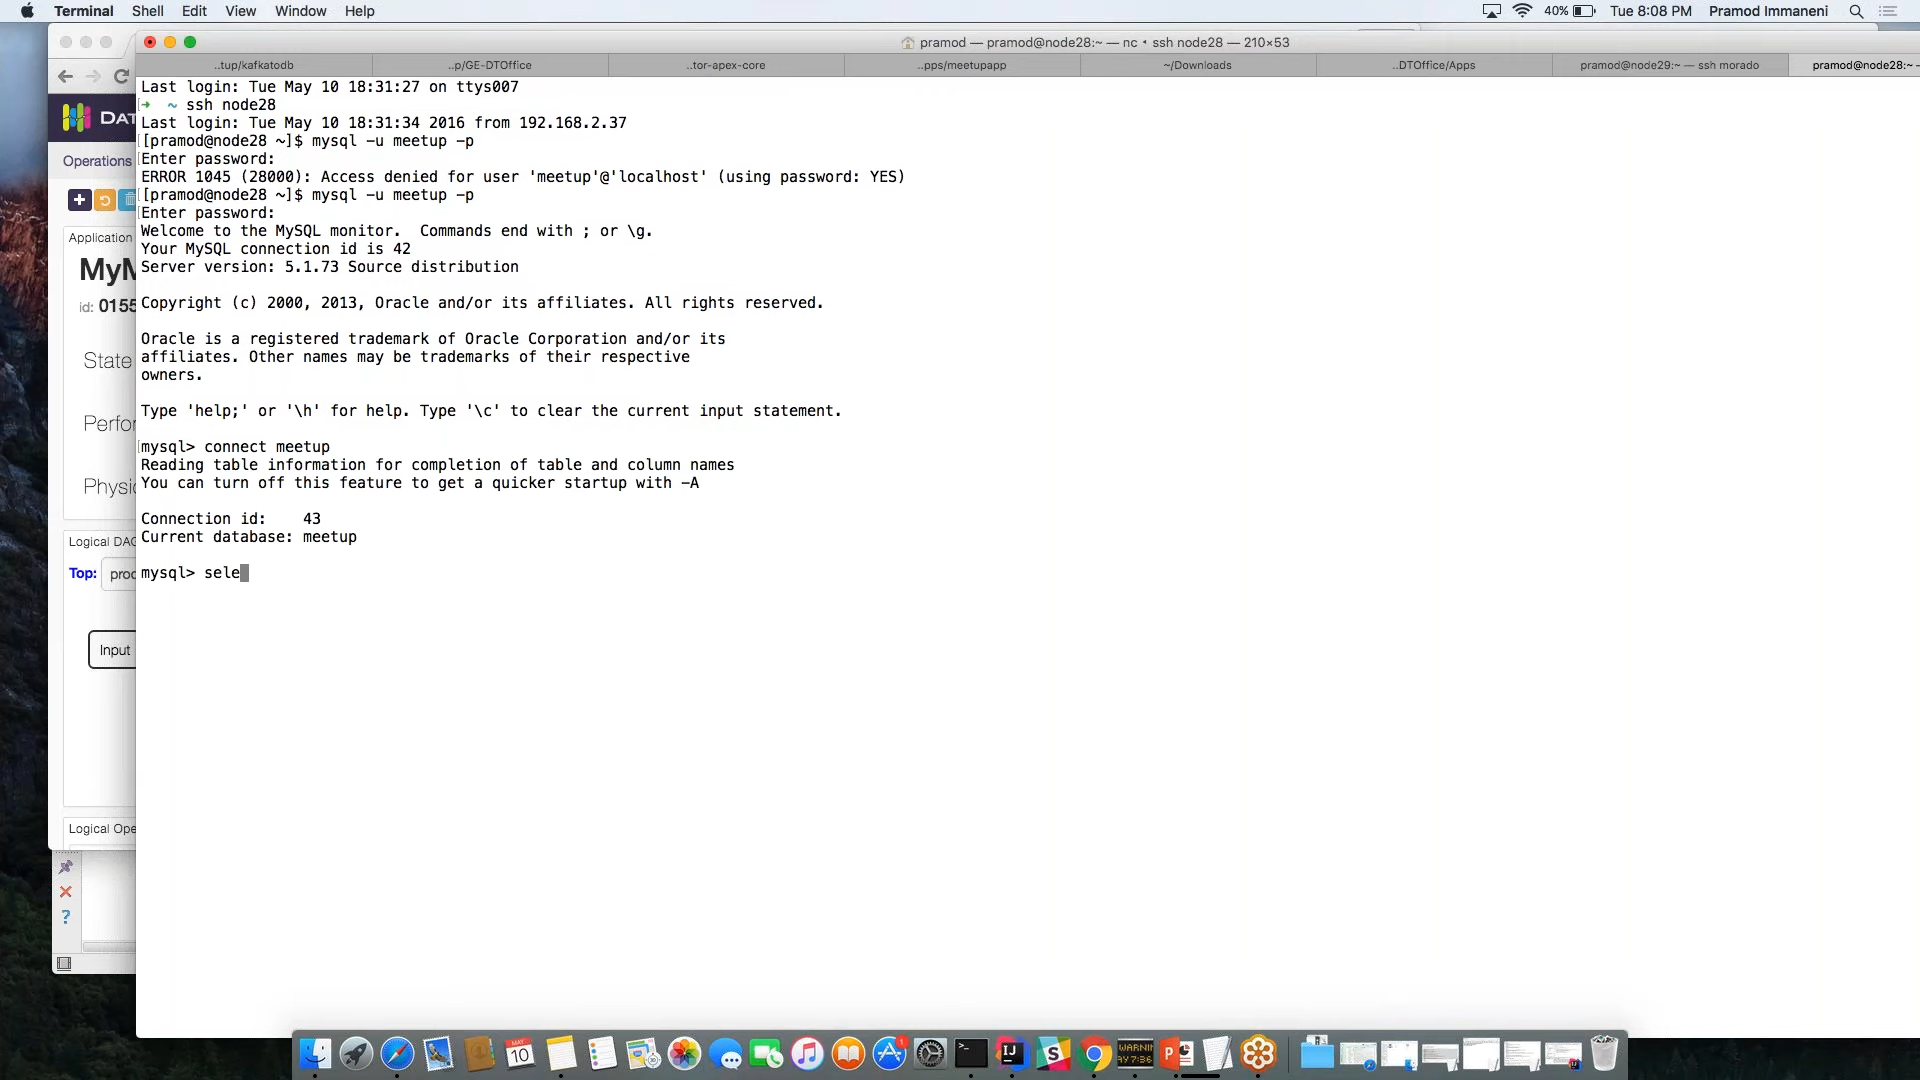 Terminal Shell Edit View Window Help 40% Tue 8:08 PM Pramod Immaneni
pramod — pramod@node28:~ — nc • ssh node28 — 210×53
..tup/kafkatodb ..p/GE-DTOffice ..tor-apex-core ..pps/meetupapp ~/Downloads ..DTOffice/Apps pramod@node29:~ — ssh morado pramod@node28:~ –
Last login: Tue May 10 18:31:27 on ttys007
➜ ~ ssh node28
Last login: Tue May 10 18:31:34 2016 from 192.168.2.37
[[pramod@node28 ~]$ mysql -u meetup -p
[Enter password:
ERROR 1045 (28000): Access denied for user 'meetup'@'localhost' (using password: YES)
[[pramod@node28 ~]$ mysql -u meetup -p
[Enter password:
Welcome to the MySQL monitor. Commands end with ; or \g.
Your MySQL connection id is 42
Server version: 5.1.73 Source distribution
Copyright (c) 2000, 2013, Oracle and/or its affiliates. All rights reserved.
Oracle is a registered trademark of Oracle Corporation and/or its
affiliates. Other names may be trademarks of their respective
owners.
Type 'help;' or '\h' for help. Type '\c' to clear the current input statement.
[mysql> connect meetup
Reading table information for completion of table and column names
You can turn off this feature to get a quicker startup with -A
Connection id: 43
Current database: meetup
mysql> sele
DAT
Operations
Application
MyM
id: 0155
State
Perfor
Physic
Logical DAG
Top: prod
Input
Logical Ope
?
MAY
10
1
WARNIN
AY 7:36